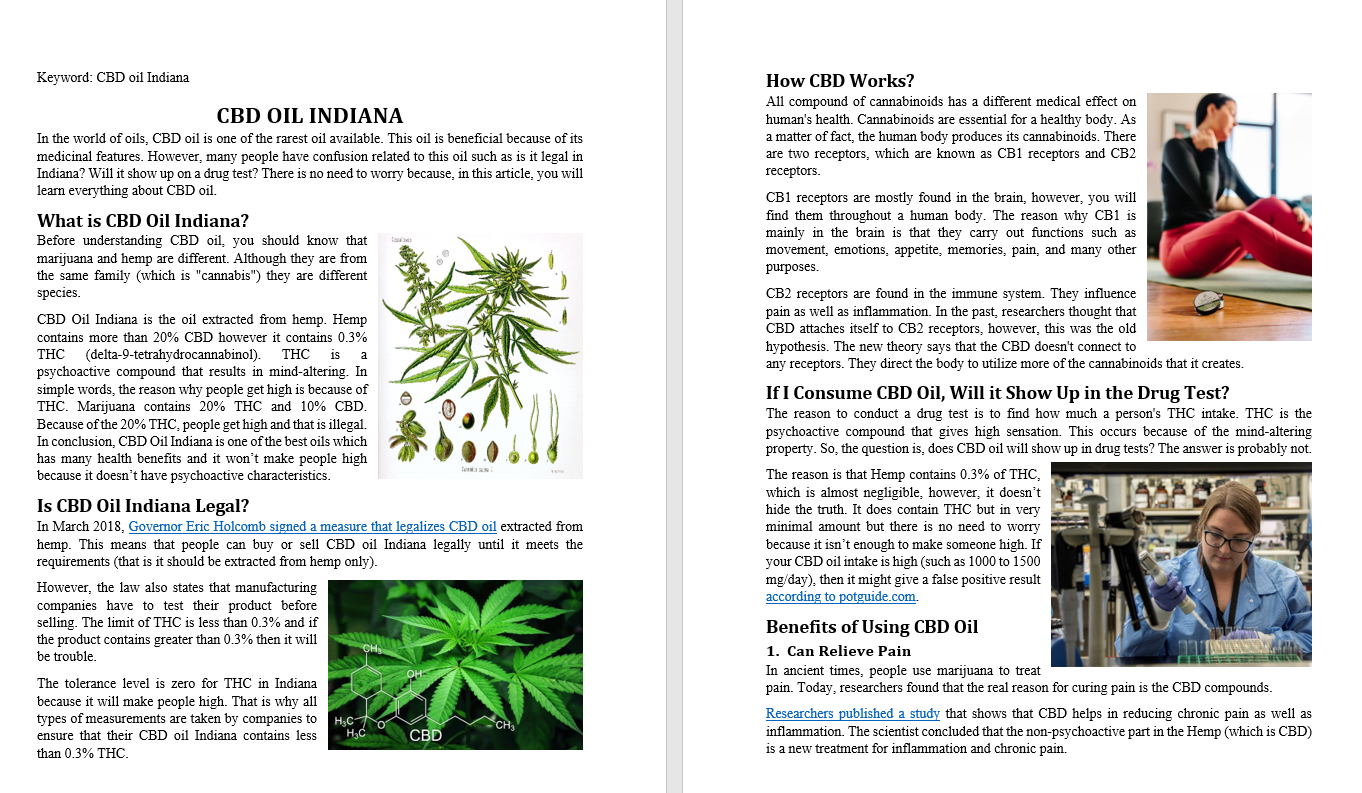 Keyword: CBD oil Indiana
CBD OIL INDIANA
In the world of oils, CBD oil is one of the rarest oil available. This oil is beneficial because of its
medicinal features. However, many people have confusion related to this oil such as is it legal in
Indiana? Will it show up on a drug test? There is no need to worry because, in this article, you will
learn everything about CBD oil.
What is CBD Oil Indiana?
Before understanding CBD oil, you should know that
marijuana and hemp are different. Although they are from
the same family (which is "cannabis") they are different
species.
CBD Oil Indiana is the oil extracted from hemp. Hemp
contains more than 20% CBD however it contains 0.3%
THC (delta-9-tetrahydrocannabinol). THC is a
psychoactive compound that results in mind-altering. In
simple words, the reason why people get high is because of
THC. Marijuana contains 20% THC and 10% CBD.
Because of the 20% THC, people get high and that is illegal.
In conclusion, CBD Oil Indiana is one of the best oils which
has many health benefits and it won't make people high
because it doesn't have psychoactive characteristics.
Is CBD Oil Indiana Legal?
In March 2018, Governor Eric Holcomb signed a measure that legalizes CBD oil extracted from
hemp. This means that people can buy or sell CBD oil Indiana legally until it meets the
requirements (that is it should be extracted from hemp only).
However, the law also states that manufacturing
companies have to test their product before
selling. The limit of THC is less than 0.3% and if
the product contains greater than 0.3% then it will
be trouble.
The tolerance level is zero for THC in Indiana
because it will make people high. That is why all
types of measurements are taken by companies to
ensure that their CBD oil Indiana contains less
than 0.3% THC.
CH₃
OH
H₃C
H₃C
O
CH₃
CBD
How CBD Works?
All compound of cannabinoids has a different medical effect on
human's health. Cannabinoids are essential for a healthy body. As
a matter of fact, the human body produces its cannabinoids. There
are two receptors, which are known as CB1 receptors and CB2
receptors.
CB1 receptors are mostly found in the brain, however, you will
find them throughout a human body. The reason why CB1 is
mainly in the brain is that they carry out functions such as
movement, emotions, appetite, memories, pain, and many other
purposes.
CB2 receptors are found in the immune system. They influence
pain as well as inflammation. In the past, researchers thought that
CBD attaches itself to CB2 receptors, however, this was the old
hypothesis. The new theory says that the CBD doesn't connect to
any receptors. They direct the body to utilize more of the cannabinoids that it creates.
If I Consume CBD Oil, Will it Show Up in the Drug Test?
The reason to conduct a drug test is to find how much a person's THC intake. THC is the
psychoactive compound that gives high sensation. This occurs because of the mind-altering
property. So, the question is, does CBD oil will show up in drug tests? The answer is probably not.
The reason is that Hemp contains 0.3% of THC,
which is almost negligible, however, it doesn't
hide the truth. It does contain THC but in very
minimal amount but there is no need to worry
because it isn't enough to make someone high. If
your CBD oil intake is high (such as 1000 to 1500
mg/day), then it might give a false positive result
according to potguide.com.
Benefits of Using CBD Oil
1. Can Relieve Pain
In ancient times, people use marijuana to treat
pain. Today, researchers found that the real reason for curing pain is the CBD compounds.
Researchers published a study that shows that CBD helps in reducing chronic pain as well as
inflammation. The scientist concluded that the non-psychoactive part in the Hemp (which is CBD)
is a new treatment for inflammation and chronic pain.